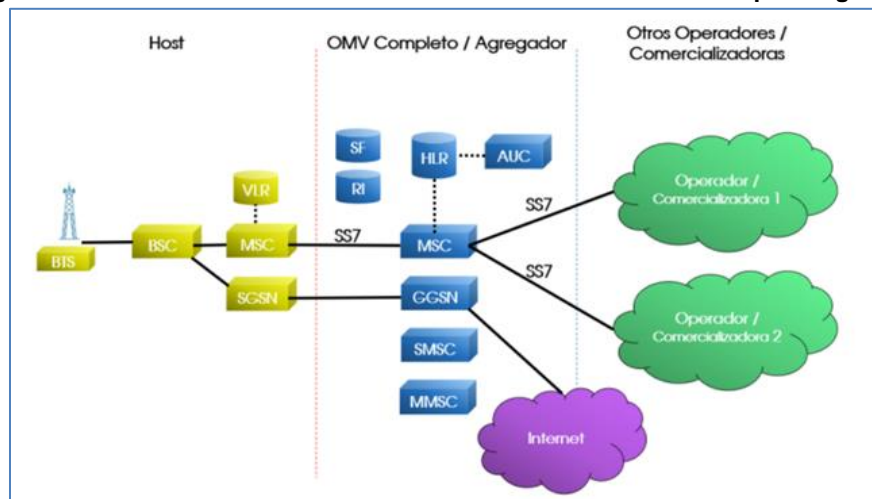 Host
OMV Completo / Agregador
Otros Operadores /
Comercializadoras
SF
HLR
AUC
RI
VLR
SS7
Operador /
Comercializadora 1
BTS
BSC
MSC
SS7
MSC
SS7
SGSN
GGSN
Operador /
Comercializadora 2
SMSC
MMSC
Internet